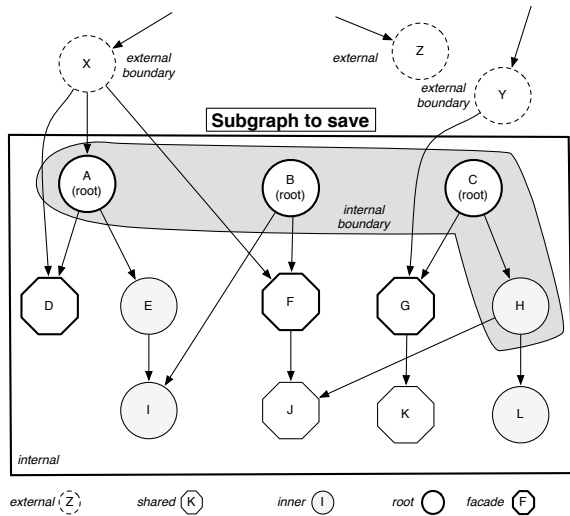 X
external
boundary
external
Z
external
boundary
Y
Subgraph to save
A
(root)
B
(root)
C
(root)
internal
boundary
D
E
F
G
H
I
J
K
L
internal
external Z
shared K
inner I
root
facade F